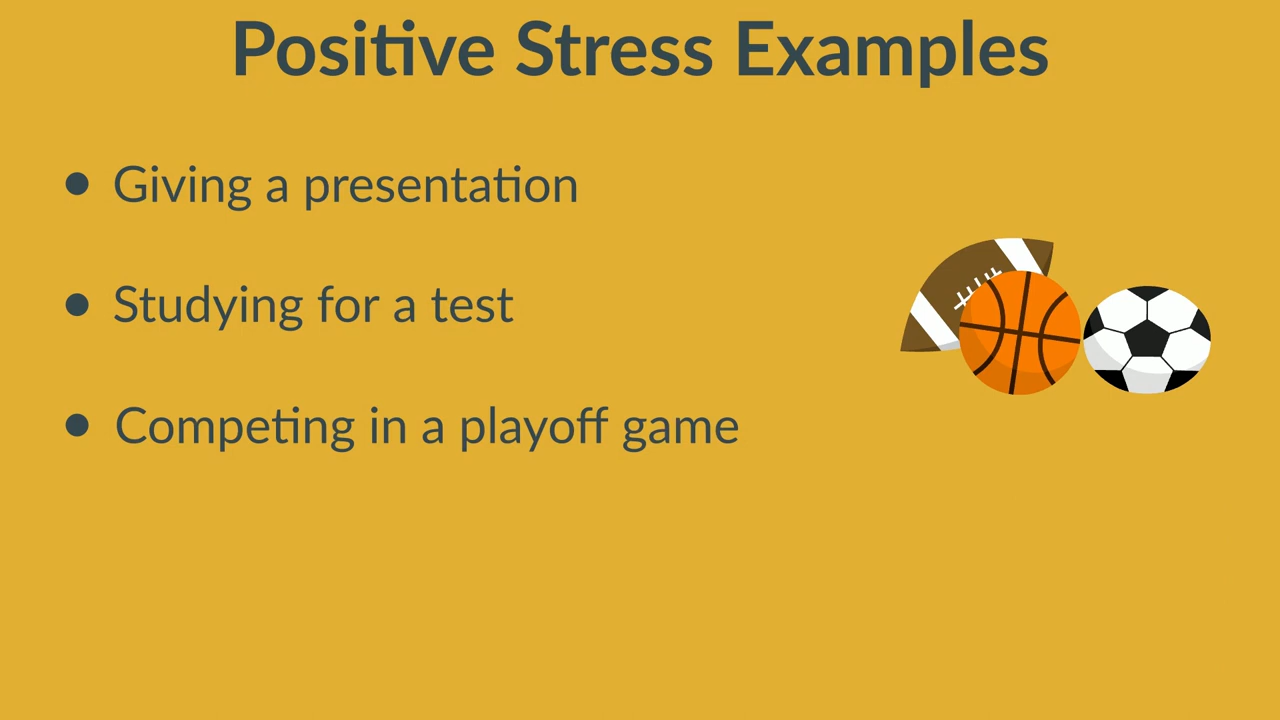 Positive Stress Examples
● Giving a presentation
● Studying for a test
● Competing in a playoff game